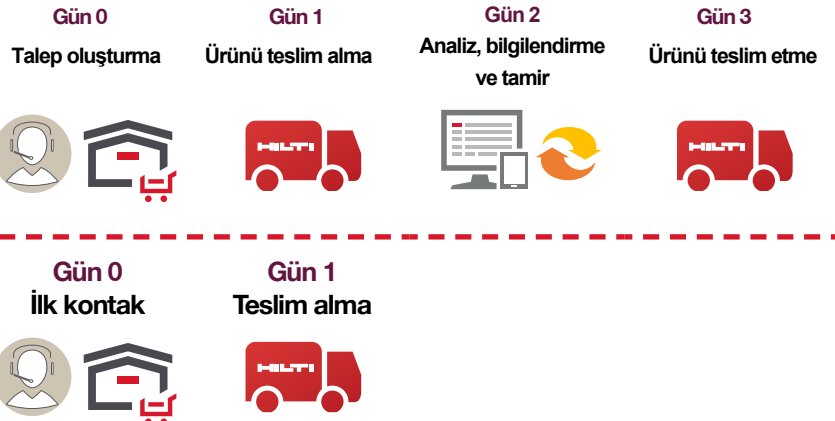 Gün 0
Talep oluşturma
Gün 1
Ürünü teslim alma
Gün 2
Analiz, bilgilendirme
ve tamir
Gün 3
Ürünü teslim etme
HILTI
HILTI
Gün 0
İlk kontak
Gün 1
Teslim alma
HILTI